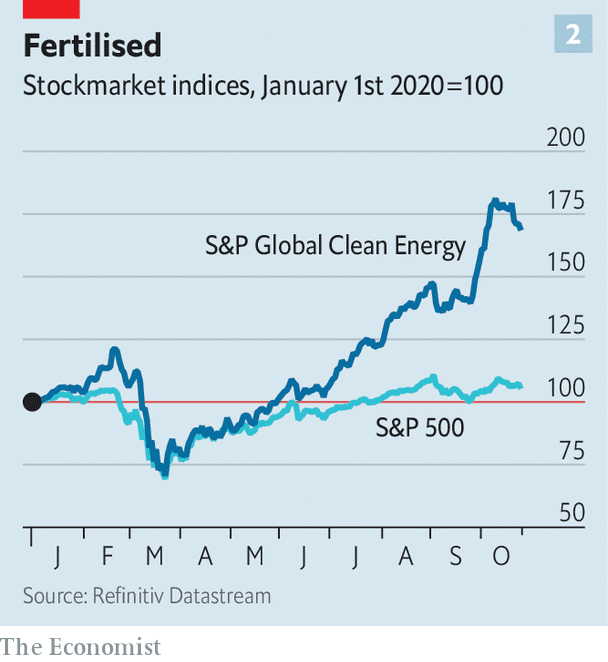 Fertilised
2
Stockmarket indices, January 1st 2020=100
200
175
S&P Global Clean Energy
150
125
100
S&P 500
75
50
J F M A M J J A S O
Source: Refinitiv Datastream
The Economist